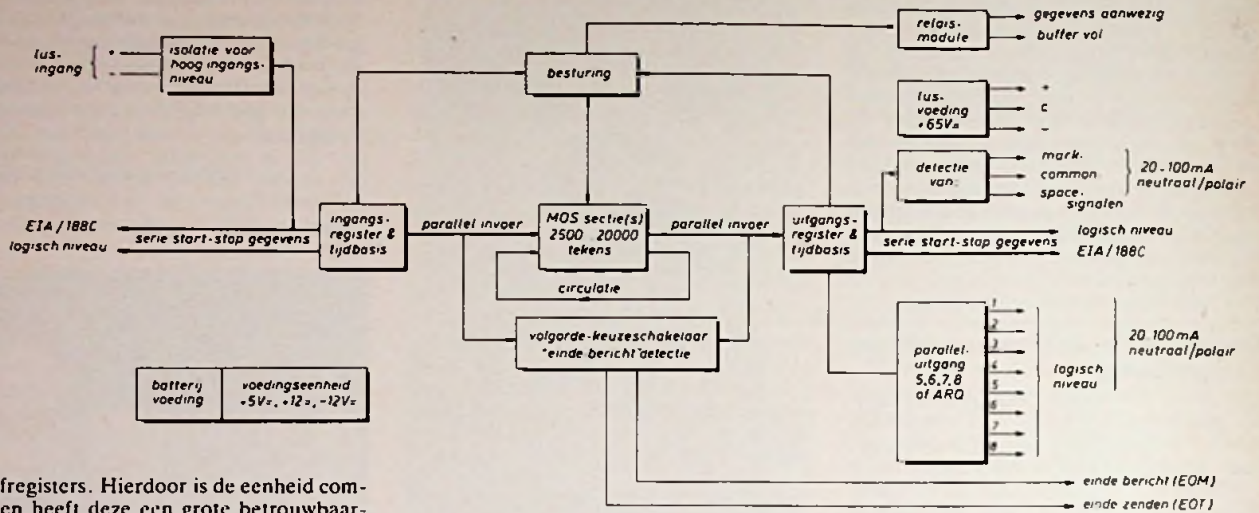 lus-
ingang
+
-
isolatie voor
hoog ingangs-
niveau
besturing
relais-
module
gegevens aanwezig
buffer vol
lus-
voeding
+65V=
+
c
-
detectie
van:
mark.
common
space.
signalen
20-100mA
neutraal/polair
EIA/188C
logisch niveau
serie start-stop gegevens
ingangs-
register &
tijdbasis
parallel invoer
MOS sectie(s)
2500 20000
tekens
circulatie
parallel invoer
uitgangs-
register &
tijdbasis
logisch niveau
serie start-stop gegevens
EIA/188C
volgorde-keuzeschakelaar
"einde bericht" detectie
parallel-
uitgang
5,6,7,8
of ARQ
1
2
3
4
5
6
7
8
logisch
niveau
20-100mA
neutraal/polair
battery
voeding
voedingseenheid
+5V=, +12=, -12V=
einde bericht (EOM)
einde zenden (EOT)
fregisters. Hierdoor is de eenheid com-
en heeft deze een grote betrouwbaar-